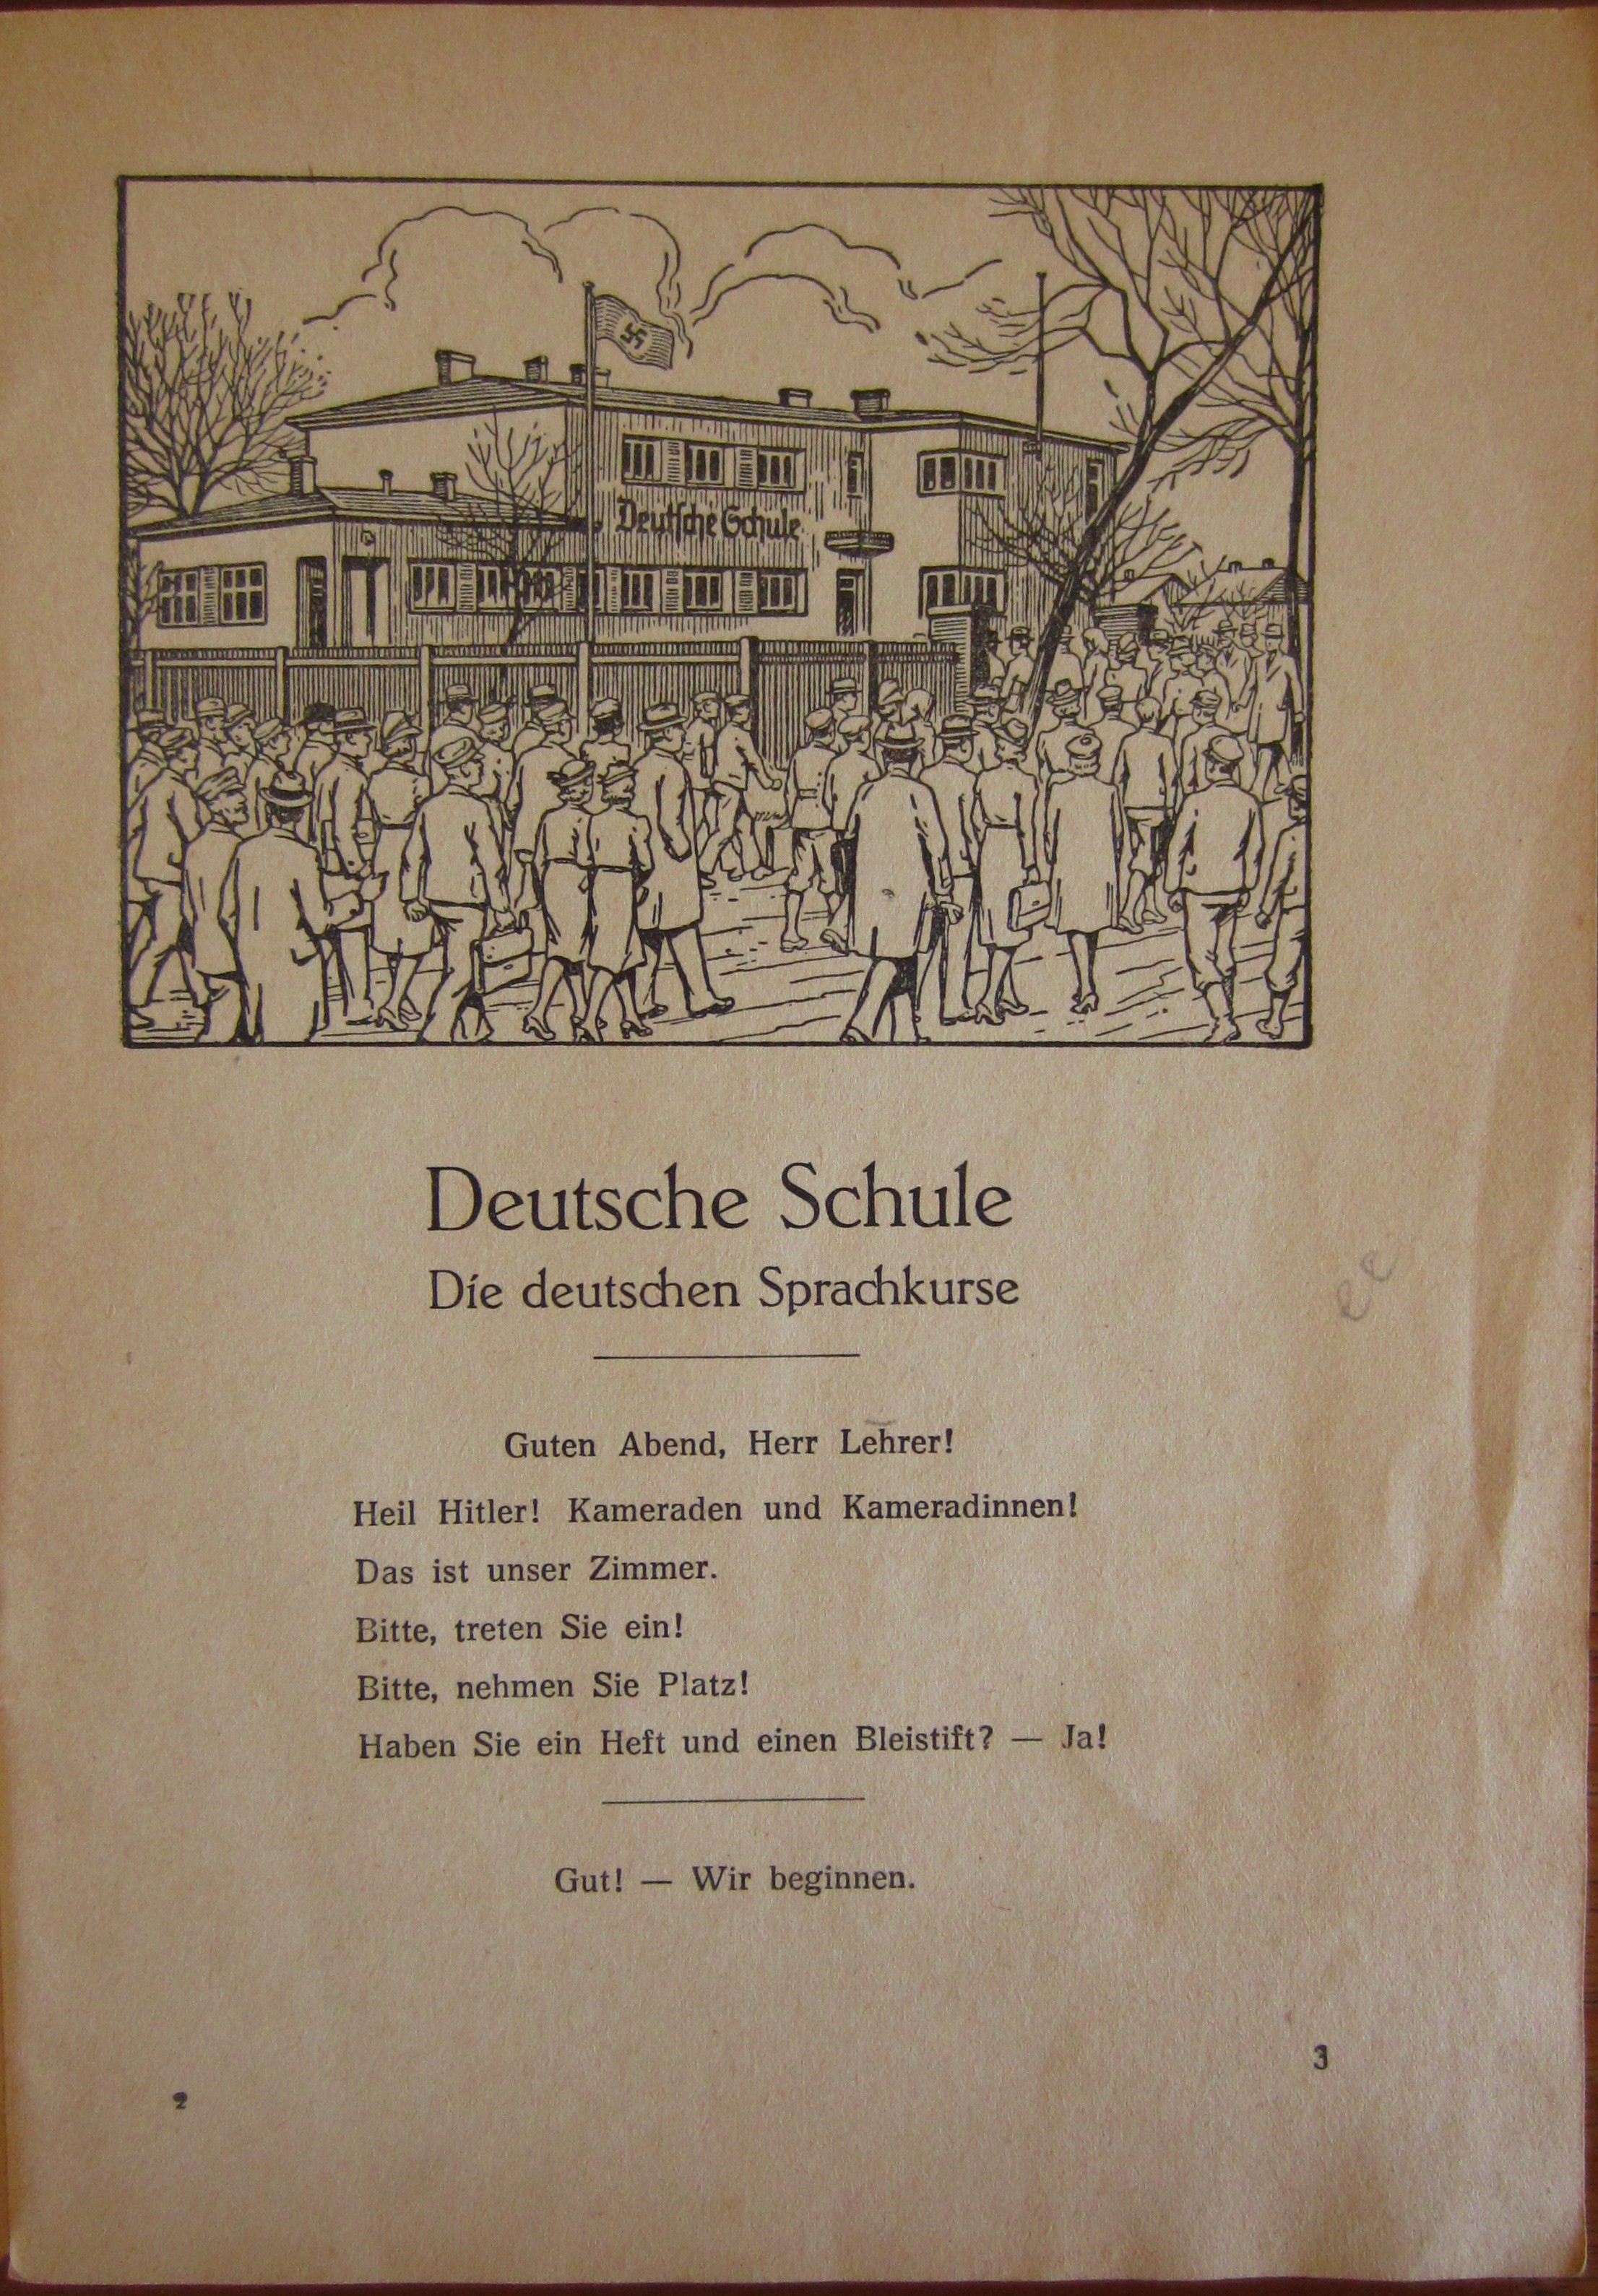 Deutsche Schule
Deutsche Schule
Die deutschen Sprachkurse
Guten Abend, Herr Lehrer!
Heil Hitler! Kameraden und Kameradinnen!
Das ist unser Zimmer.
Bitte, treten Sie ein!
Bitte, nehmen Sie Platz!
Haben Sie ein Heft und einen Bleistift? — Ja!
Gut! — Wir beginnen.
3
2